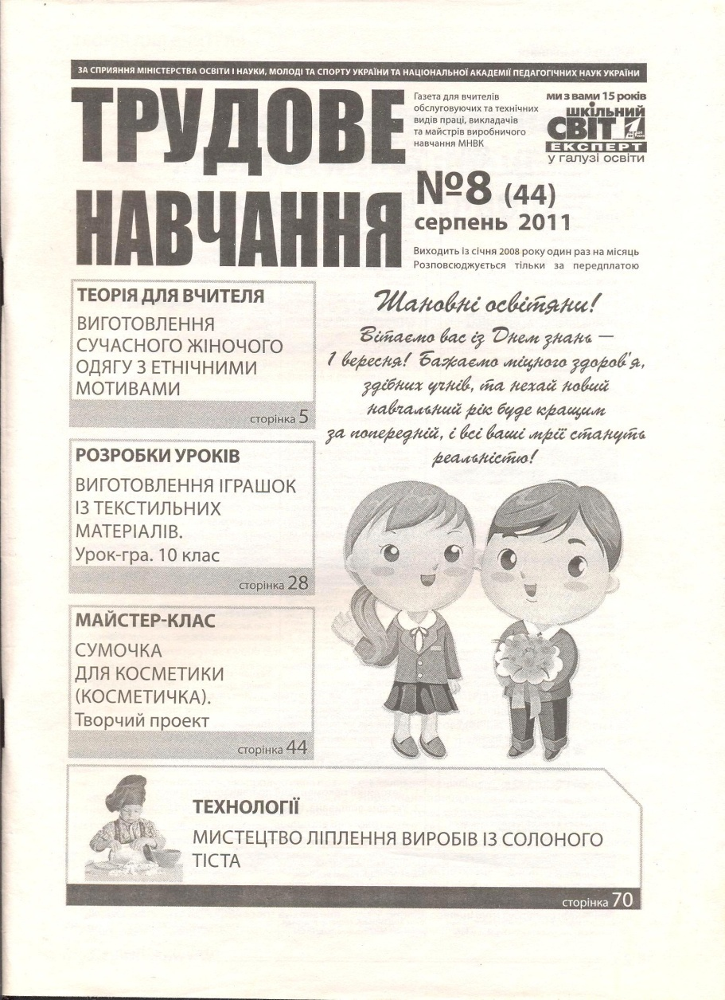 ЗА СПРИЯННЯ МІНІСТЕРСТВА ОСВІТИ І НАУКИ, МОЛОДІ ТА СПОРТУ УКРАЇНИ ТА НАЦІОНАЛЬНОЇ АКАДЕМІЇ ПЕДАГОГІЧНИХ НАУК УКРАЇНИ
ТРУДОВЕ
НАВЧАННЯ
Газета для вчителів
обслуговуючих та технічних
видів праці, викладачів
та майстрів виробничого
навчання МНВК
ми з вами 15 років
шкільний
СВІТ
ЕКСПЕРТ
у галузі освіти
№8 (44)
серпень 2011
Виходить із січня 2008 року один раз на місяць
Розповсюджується тільки за передплатою
ТЕОРІЯ ДЛЯ ВЧИТЕЛЯ
ВИГОТОВЛЕННЯ
СУЧАСНОГО ЖІНОЧОГО
ОДЯГУ З ЕТНІЧНИМИ
МОТИВАМИ
сторінка 5
РОЗРОБКИ УРОКІВ
ВИГОТОВЛЕННЯ ІГРАШОК
ІЗ ТЕКСТИЛЬНИХ
МАТЕРІАЛІВ.
Урок-гра. 10 клас
сторінка 28
МАЙСТЕР-КЛАС
СУМОЧКА
ДЛЯ КОСМЕТИКИ
(КОСМЕТИЧКА).
Творчий проект
сторінка 44
Шановні освітяни!
Вітаємо вас із Днем знань —
1 вересня! Бажаємо міцного здоров'я,
здібних учнів, та нехай новий
навчальний рік буде кращим
за попередній, і всі ваші мрії стануть
реальністю!
ТЕХНОЛОГІЇ
МИСТЕЦТВО ЛІПЛЕННЯ ВИРОБІВ ІЗ СОЛОНОГО
ТІСТА
сторінка 70